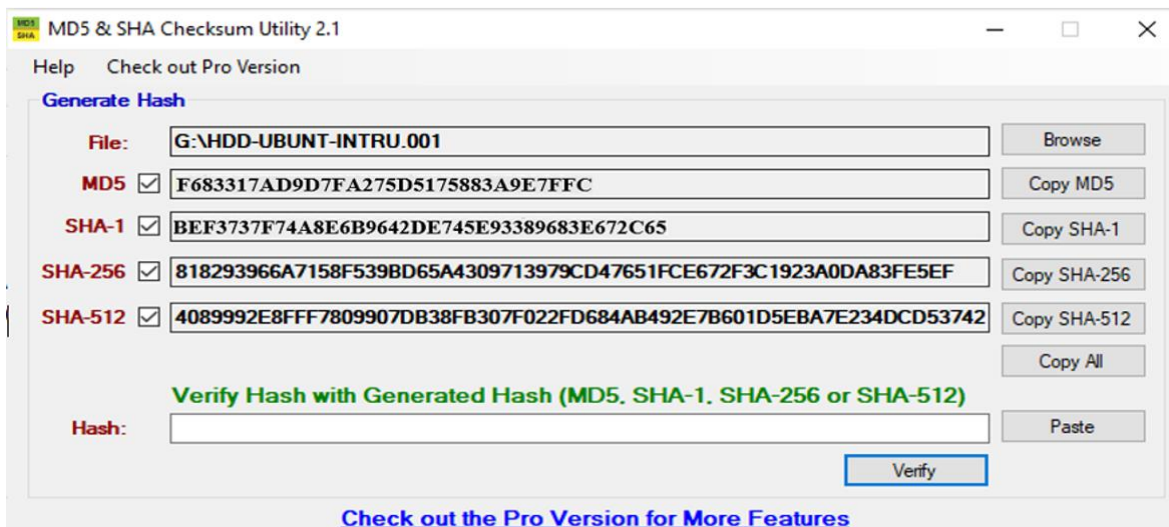 MD5 SHA MD5 & SHA Checksum Utility 2.1
Help Check out Pro Version
Generate Hash
File: G:\HDD-UBUNT-INTRU.001 Browse
MD5 F683317AD9D7FA275D5175883A9E7FFC Copy MD5
SHA-1 BEF3737F74A8E6B9642DE745E93389683E672C65 Copy SHA-1
SHA-256 818293966A7158F539BD65A4309713979CD47651FCE672F3C1923A0DA83FE5EF Copy SHA-256
SHA-512 4089992E8FFF7809907DB38FB307F022FD684AB492E7B601D5EBA7E234DCD53742 Copy SHA-512
Copy All
Verify Hash with Generated Hash (MD5, SHA-1, SHA-256 or SHA-512)
Hash: Paste
Verify
Check out the Pro Version for More Features